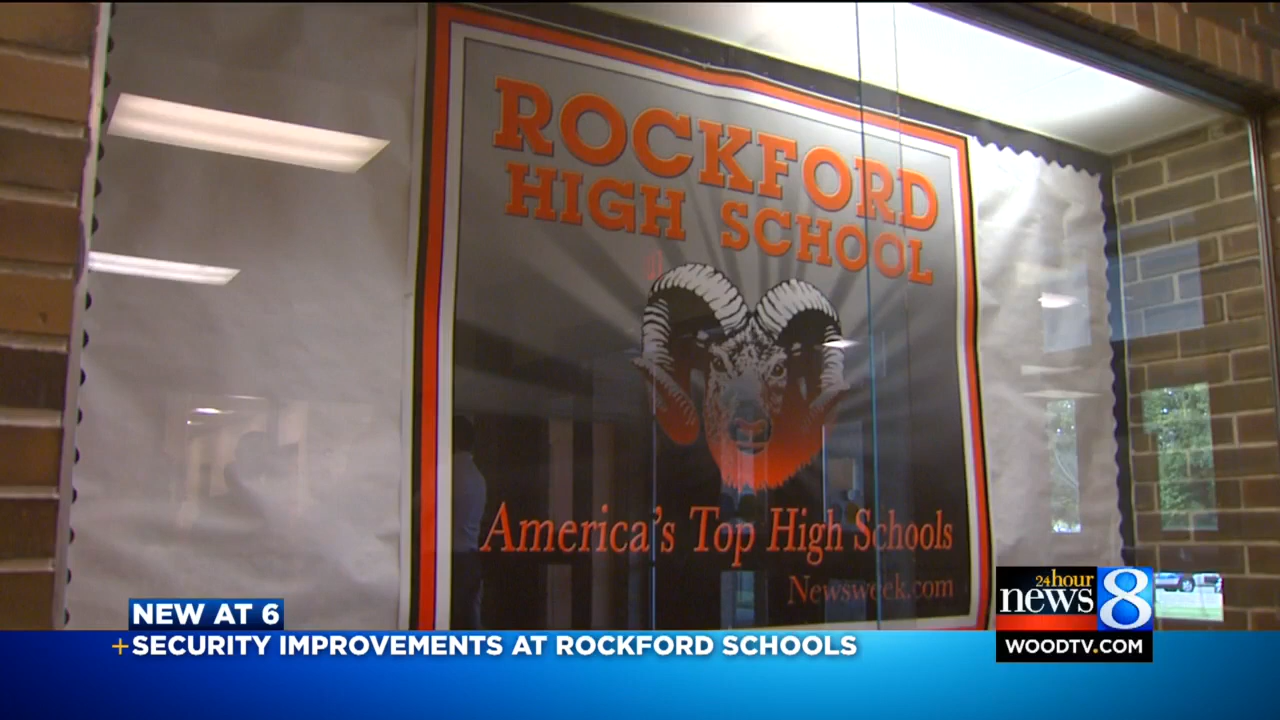 ROCKFORD
HIGH SCHOOL
America's Top High Schools
Newsweek.com
NEW AT 6
+SECURITY IMPROVEMENTS AT ROCKFORD SCHOOLS
24hour
news 8
WOODTV.COM